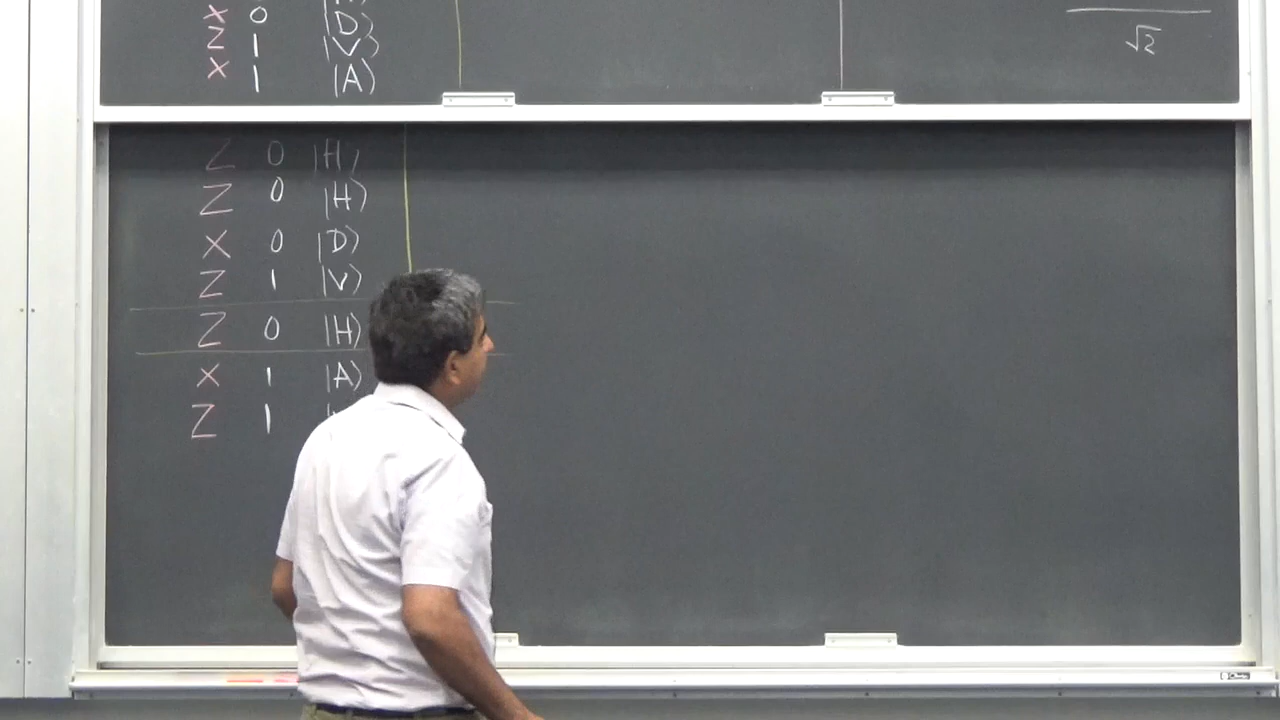 X 0 |D⟩
Z 1 |V⟩
X 1 |A⟩
√2
Z 0 |H⟩
Z 0 |H⟩
X 0 |D⟩
Z 1 |V⟩
Z 0 |H⟩
X 1 |A⟩
Z 1